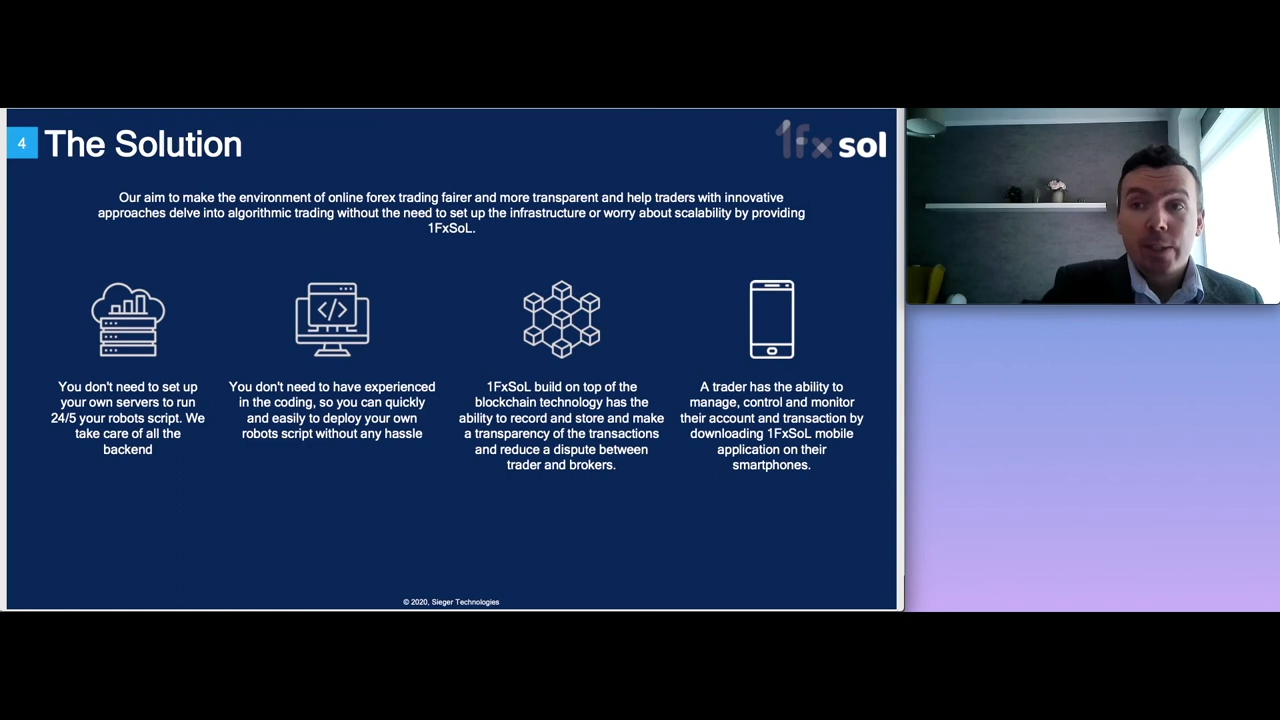 4
The Solution
1fx sol
Our aim to make the environment of online forex trading fairer and more transparent and help traders with innovative
approaches delve into algorithmic trading without the need to set up the infrastructure or worry about scalability by providing
1FxSoL.
You don't need to set up
your own servers to run
24/5 your robots script. We
take care of all the
backend
You don't need to have experienced
in the coding, so you can quickly
and easily to deploy your own
robots script without any hassle
1FxSoL build on top of the
blockchain technology has the
ability to record and store and make
a transparency of the transactions
and reduce a dispute between
trader and brokers.
A trader has the ability to
manage, control and monitor
their account and transaction by
downloading 1FxSoL mobile
application on their
smartphones.
© 2020, Sieger Technologies